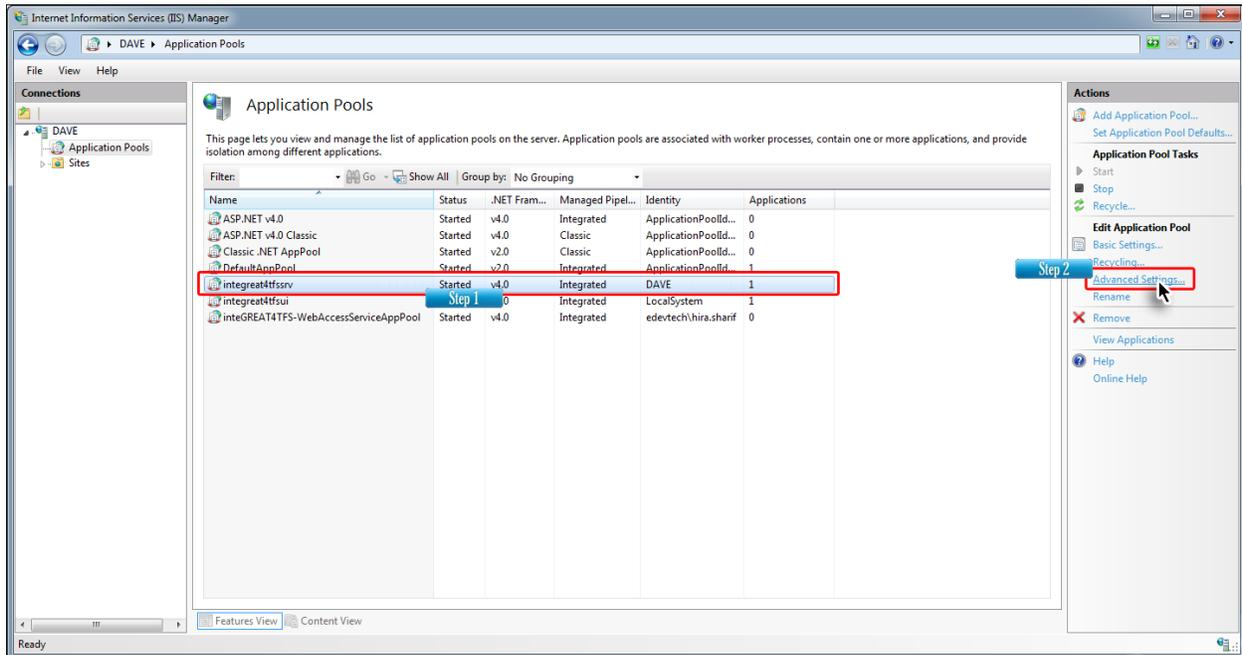 Internet Information Services (IIS) Manager
DAVE Application Pools
File View Help
Connections
DAVE
Application Pools
Sites
Application Pools
This page lets you view and manage the list of application pools on the server. Application pools are associated with worker processes, contain one or more applications, and provide
isolation among different applications.
Filter: Go Show All Group by: No Grouping
Name Status .NET Fram... Managed Pipel... Identity Applications
ASP.NET v4.0 Started v4.0 Integrated ApplicationPoolId... 0
ASP.NET v4.0 Classic Started v4.0 Classic ApplicationPoolId... 0
Classic .NET AppPool Started v2.0 Classic ApplicationPoolId... 0
DefaultAppPool Started v2.0 Integrated ApplicationPoolId... 1
integreat4tfssrv Started v4.0 Integrated DAVE 1
Step 1
integreat4tfsui Started Integrated LocalSystem 1
inteGREAT4TFS-WebAccessServiceAppPool Started v4.0 Integrated edevtech\hira.sharif 0
Features View Content View
Actions
Add Application Pool...
Set Application Pool Defaults...
Application Pool Tasks
Start
Stop
Recycle...
Edit Application Pool
Basic Settings...
Recycling...
Step 2
Advanced Settings...
Rename
Remove
View Applications
Help
Online Help
Ready